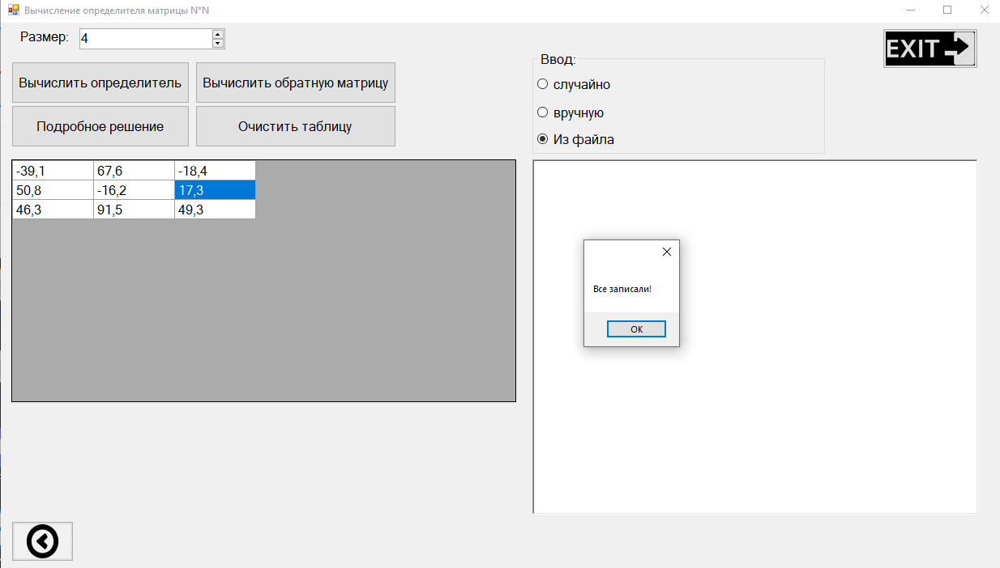 Вычисление определителя матрицы N*N
Размер: 4
EXIT
Вычислить определитель Вычислить обратную матрицу
Подробное решение Очистить таблицу
Ввод:
случайно
вручную
Из файла
-39,1 67,6 -18,4
50,8 -16,2 17,3
46,3 91,5 49,3
Все записали!
OK